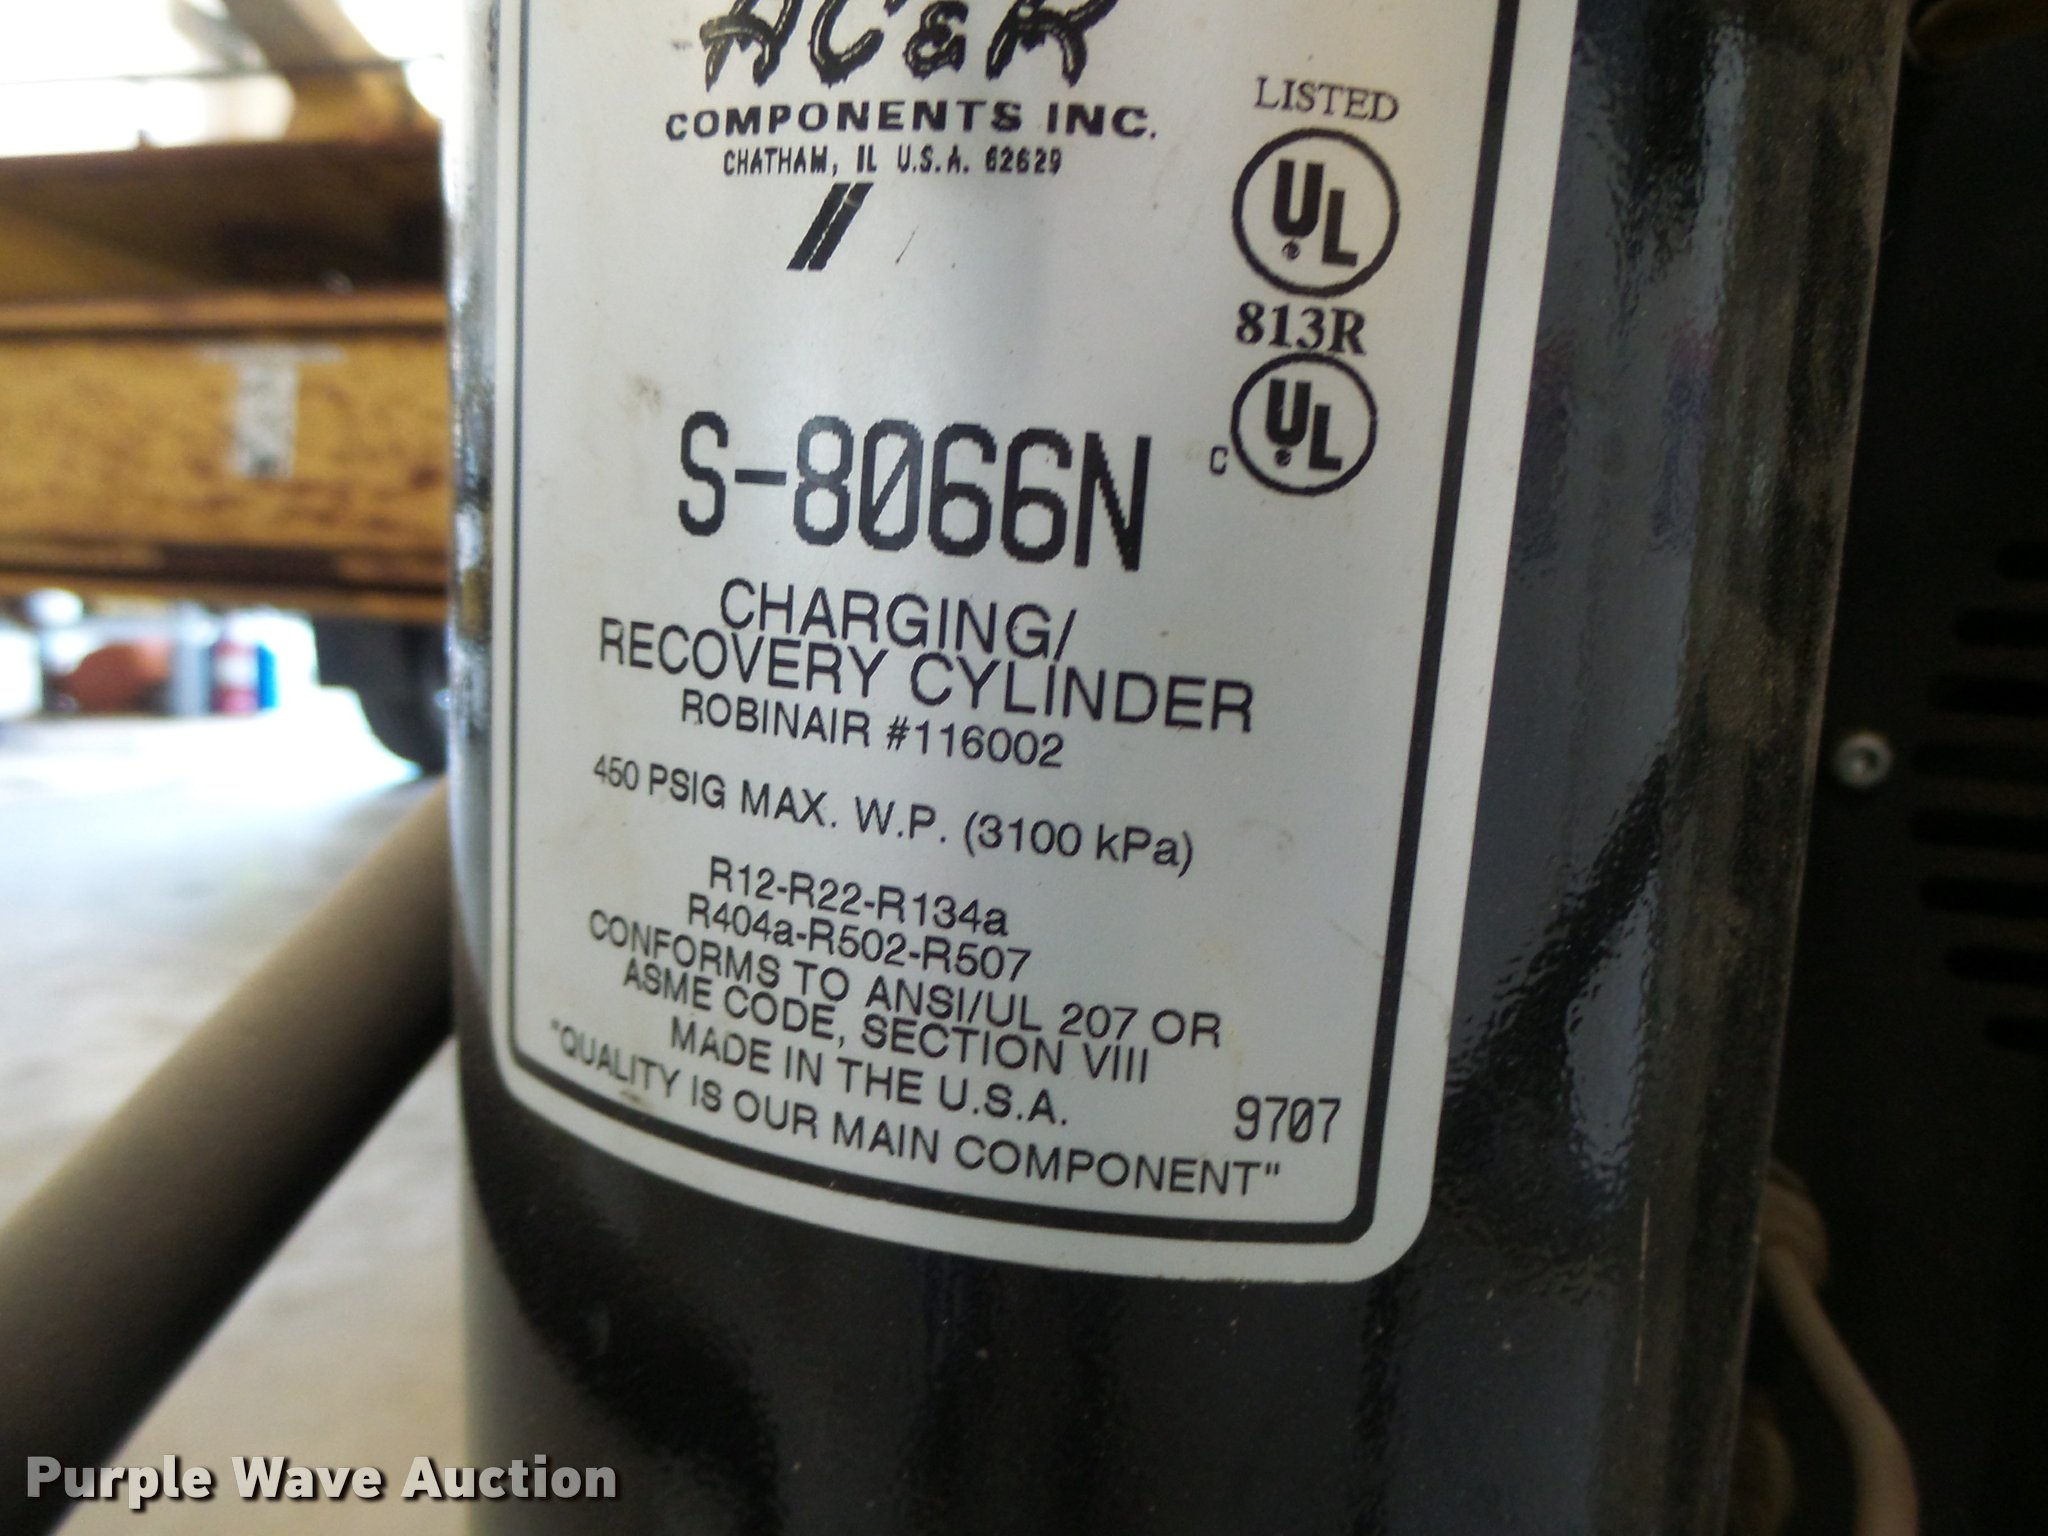 AC&R
COMPONENTS INC.
CHATHAM, IL U.S.A. 62629
LISTED
UL
813R
C UL
S-8066N
CHARGING/
RECOVERY CYLINDER
ROBINAIR #116002
450 PSIG MAX. W.P. (3100 kPa)
R12-R22-R134a
R404a-R502-R507
CONFORMS TO ANSI/UL 207 OR
ASME CODE, SECTION VIII
MADE IN THE U.S.A.
9707
"QUALITY IS OUR MAIN COMPONENT"
Purple Wave Auction